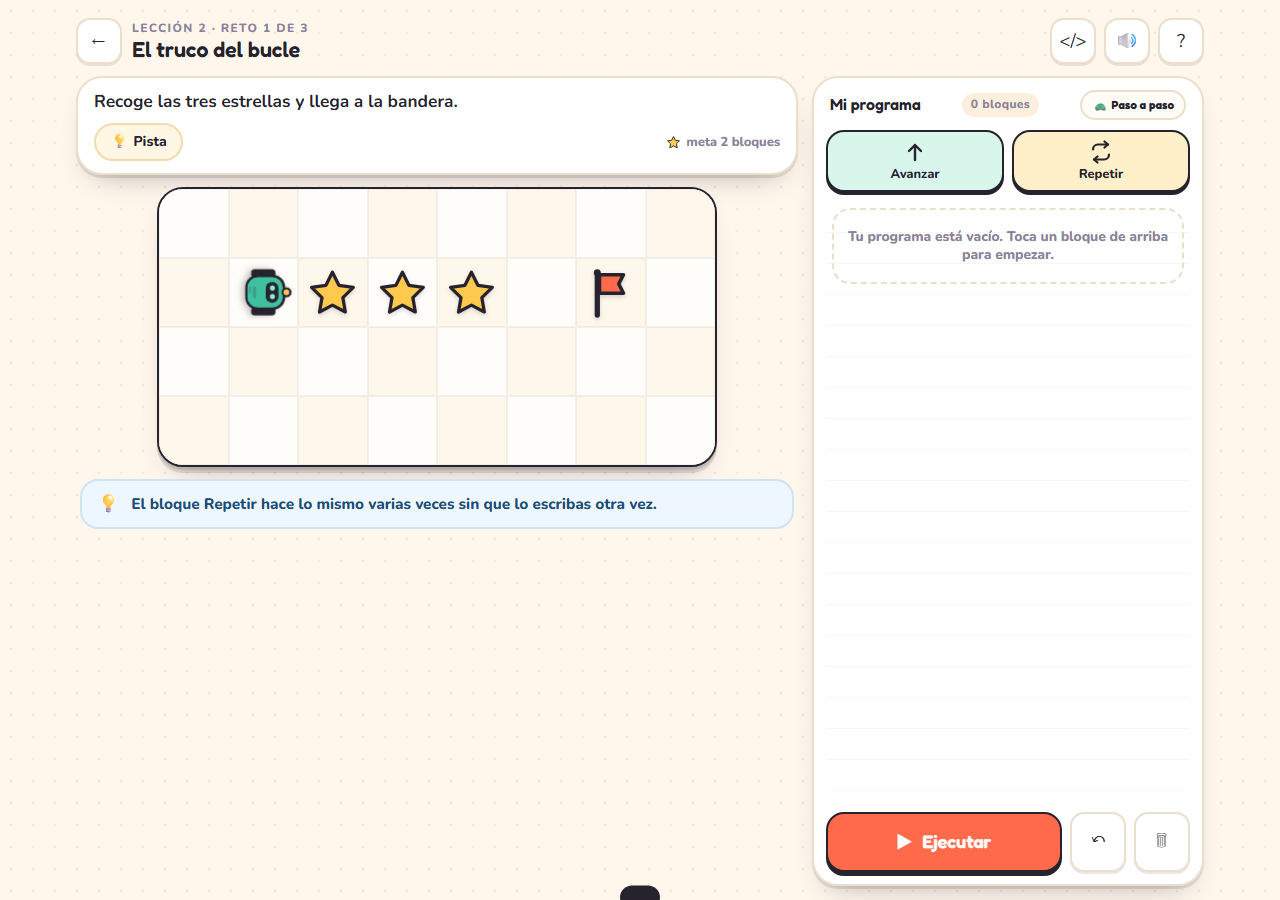 LECCIÓN 2 · RETO 1 DE 3
El truco del bucle
</>
?
Recoge las tres estrellas y llega a la bandera.
Pista
meta 2 bloques
El bloque Repetir hace lo mismo varias veces sin que lo escribas otra vez.
Mi programa
0 bloques
Paso a paso
Avanzar
Repetir
Tu programa está vacío. Toca un bloque de arriba
para empezar.
Ejecutar